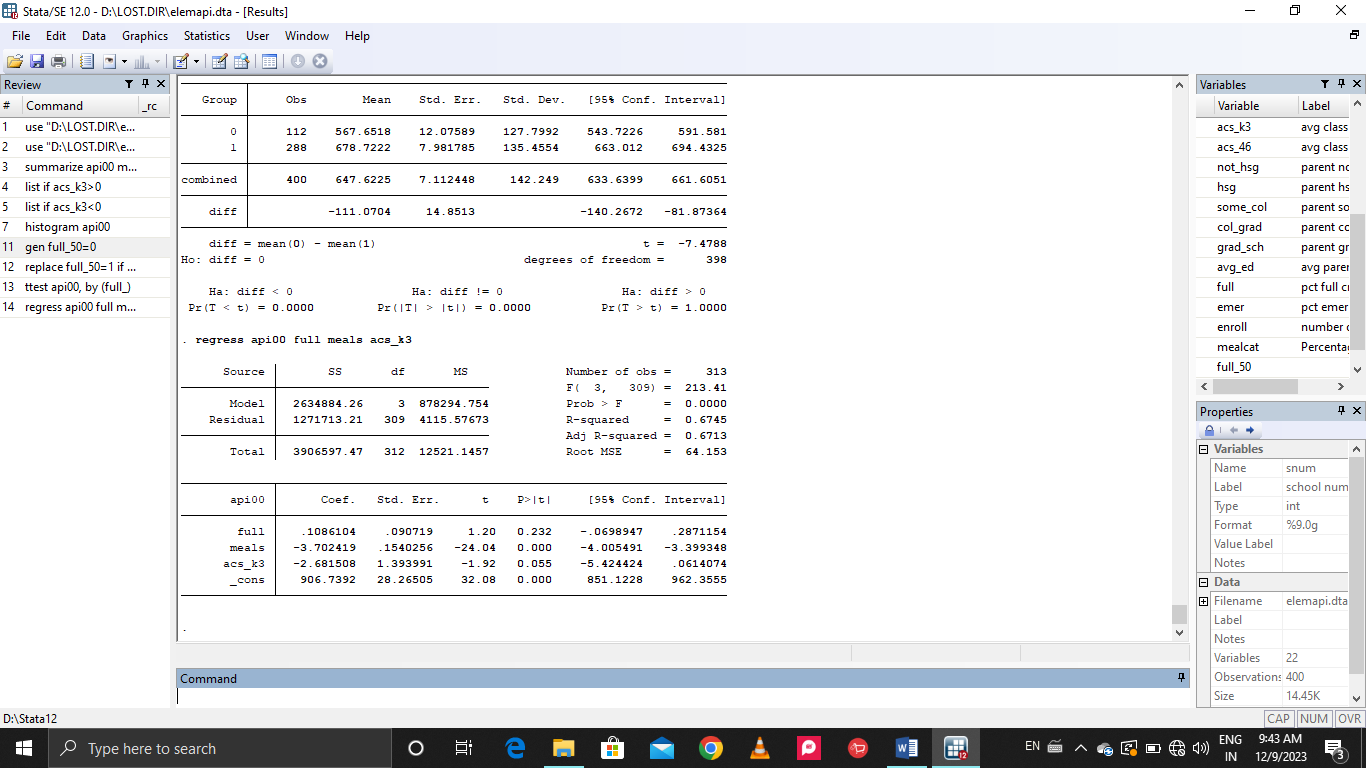 Stata/SE 12.0 - D:\LOST.DIR\elemapi.dta - [Results]
File Edit Data Graphics Statistics User Window Help
Review
# Command _rc
1 use "D:\LOST.DIR\e...
2 use "D:\LOST.DIR\e...
3 summarize api00 m...
4 list if acs_k3>0
5 list if acs_k3<0
7 histogram api00
11 gen full_50=0
12 replace full_50=1 if ...
13 ttest api00, by (full_)
14 regress api00 full m...
Group Obs Mean Std. Err. Std. Dev. [95% Conf. Interval]
0 112 567.6518 12.07589 127.7992 543.7226 591.581
1 288 678.7222 7.981785 135.4554 663.012 694.4325
combined 400 647.6225 7.112448 142.249 633.6399 661.6051
diff -111.0704 14.8513 -140.2672 -81.87364
diff = mean(0) - mean(1) t = -7.4788
Ho: diff = 0 degrees of freedom = 398
Ha: diff < 0 Ha: diff != 0 Ha: diff > 0
Pr(T < t) = 0.0000 Pr(|T| > |t|) = 0.0000 Pr(T > t) = 1.0000
. regress api00 full meals acs_k3
Source SS df MS Number of obs = 313
F( 3, 309) = 213.41
Model 2634884.26 3 878294.754 Prob > F = 0.0000
Residual 1271713.21 309 4115.57673 R-squared = 0.6745
Adj R-squared = 0.6713
Total 3906597.47 312 12521.1457 Root MSE = 64.153
api00 Coef. Std. Err. t P>|t| [95% Conf. Interval]
full .1086104 .090719 1.20 0.232 -.0698947 .2871154
meals -3.702419 .1540256 -24.04 0.000 -4.005491 -3.399348
acs_k3 -2.681508 1.393991 -1.92 0.055 -5.424424 .0614074
_cons 906.7392 28.26505 32.08 0.000 851.1228 962.3555
.
Command
Variables
Variable Label
acs_k3 avg class
acs_46 avg class
not_hsg parent no
hsg parent hs
some_col parent so
col_grad parent co
grad_sch parent gr
avg_ed avg paren
full pct full cr
emer pct emer
enroll number o
mealcat Percenta
full_50
Properties
Variables
Name snum
Label school num
Type int
Format %9.0g
Value Label
Notes
Data
Filename elemapi.dta
Label
Notes
Variables 22
Observations 400
Size 14.45K
D:\Stata12 CAP NUM OVR
Type here to search
EN
ENG
IN
9:43 AM
12/9/2023
3